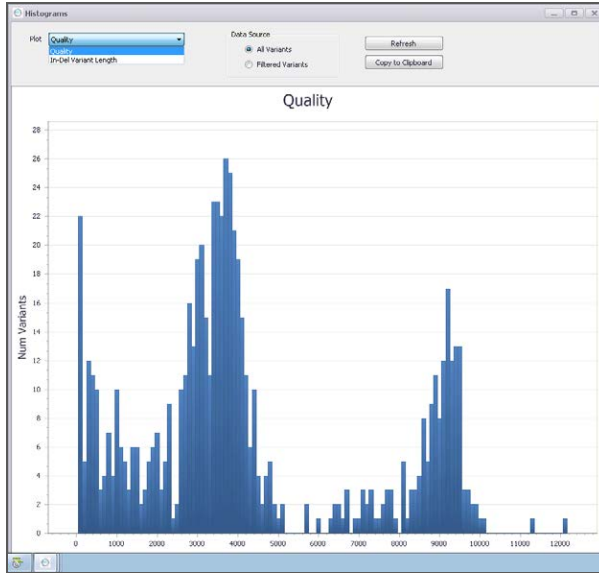 Histograms
Plot Quality
Quality
In-Del Variant Length
Data Source
All Variants
Filtered Variants
Refresh
Copy to Clipboard
Quality
28
26
24
22
20
18
16
14
12
10
8
6
4
2
0
Num Variants
0 1000 2000 3000 4000 5000 6000 7000 8000 9000 10000 11000 12000